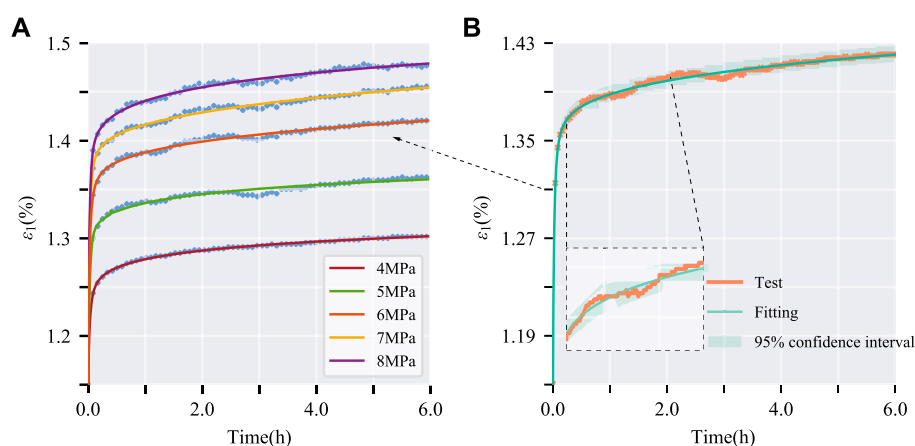 A
1.5
1.4
1.3
1.2
ε1(%)
4MPa
5MPa
6MPa
7MPa
8MPa
0.0 2.0 4.0 6.0
Time(h)
B
1.43
1.35
1.27
1.19
ε1(%)
Test
Fitting
95% confidence interval
0.0 2.0 4.0 6.0
Time(h)